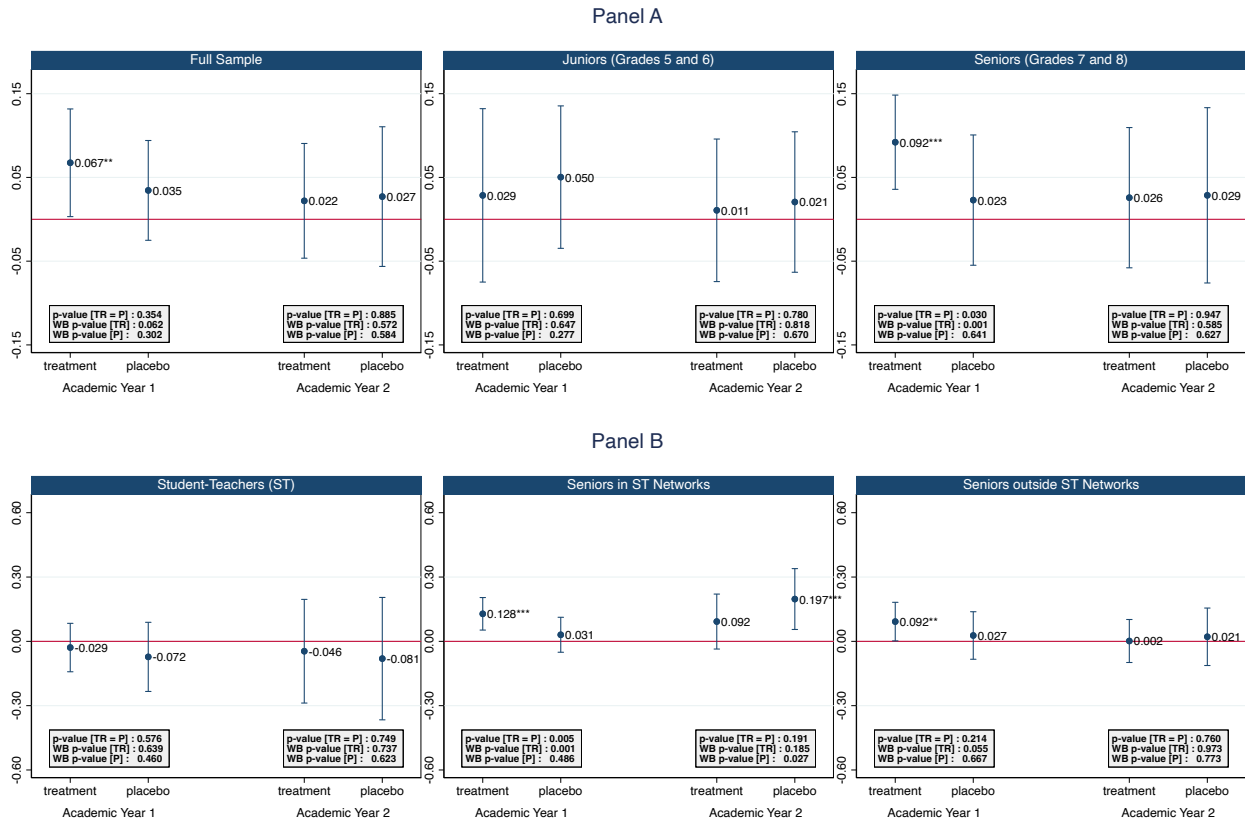 Panel A
Full Sample
Juniors (Grades 5 and 6)
Seniors (Grades 7 and 8)
0.15
0.05
-0.05
-0.15
0.067**
0.035
0.022
0.027
p-value [TR = P] : 0.354
WB p-value [TR] : 0.062
WB p-value [P] : 0.302
p-value [TR = P] : 0.885
WB p-value [TR] : 0.572
WB p-value [P] : 0.584
treatment placebo treatment placebo
Academic Year 1 Academic Year 2
0.15
0.05
-0.05
-0.15
0.029
0.050
0.011
0.021
p-value [TR = P] : 0.699
WB p-value [TR] : 0.647
WB p-value [P] : 0.277
p-value [TR = P] : 0.780
WB p-value [TR] : 0.818
WB p-value [P] : 0.670
treatment placebo treatment placebo
Academic Year 1 Academic Year 2
0.15
0.05
-0.05
-0.15
0.092***
0.023
0.026
0.029
p-value [TR = P] : 0.030
WB p-value [TR] : 0.001
WB p-value [P] : 0.641
p-value [TR = P] : 0.947
WB p-value [TR] : 0.585
WB p-value [P] : 0.627
treatment placebo treatment placebo
Academic Year 1 Academic Year 2
Panel B
Student-Teachers (ST)
Seniors in ST Networks
Seniors outside ST Networks
0.60
0.30
0.00
-0.30
-0.60
-0.029
-0.072
-0.046
-0.081
p-value [TR = P] : 0.576
WB p-value [TR] : 0.639
WB p-value [P] : 0.460
p-value [TR = P] : 0.749
WB p-value [TR] : 0.737
WB p-value [P] : 0.623
treatment placebo treatment placebo
Academic Year 1 Academic Year 2
0.60
0.30
0.00
-0.30
-0.60
0.128***
0.031
0.092
0.197***
p-value [TR = P] : 0.005
WB p-value [TR] : 0.001
WB p-value [P] : 0.486
p-value [TR = P] : 0.191
WB p-value [TR] : 0.185
WB p-value [P] : 0.027
treatment placebo treatment placebo
Academic Year 1 Academic Year 2
0.60
0.30
0.00
-0.30
-0.60
0.092**
0.027
0.002
0.021
p-value [TR = P] : 0.214
WB p-value [TR] : 0.055
WB p-value [P] : 0.667
p-value [TR = P] : 0.760
WB p-value [TR] : 0.973
WB p-value [P] : 0.773
treatment placebo treatment placebo
Academic Year 1 Academic Year 2